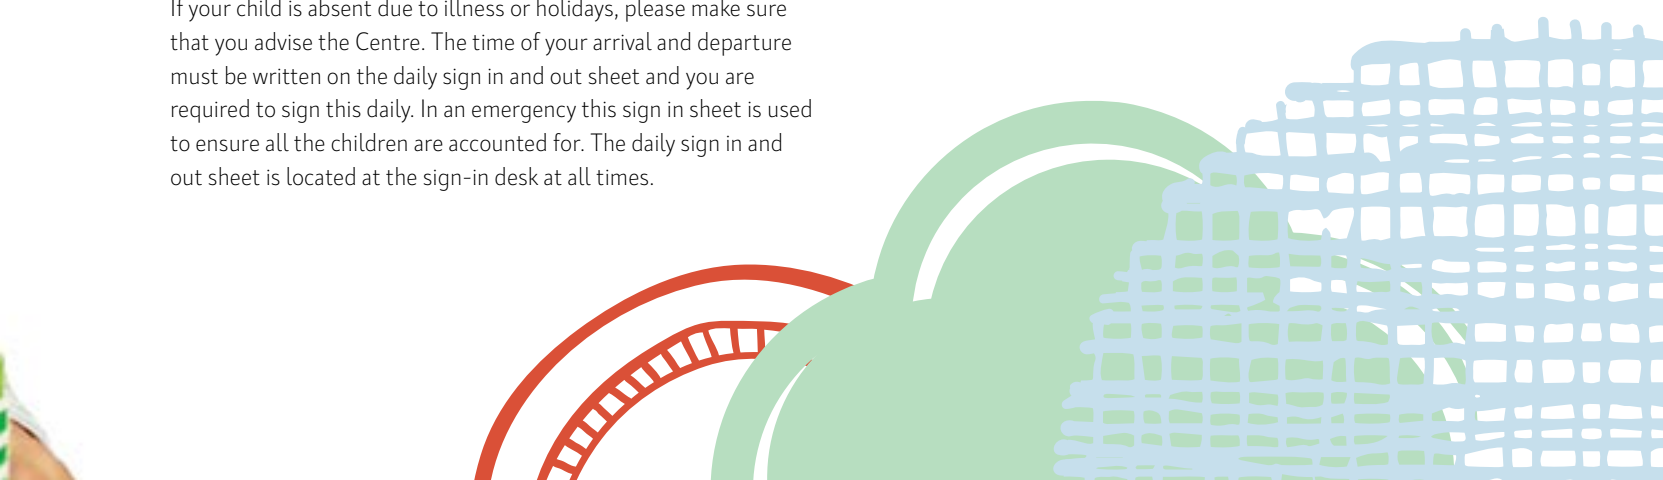 If your child is absent due to illness or holidays, please make sure
that you advise the Centre. The time of your arrival and departure
must be written on the daily sign in and out sheet and you are
required to sign this daily. In an emergency this sign in sheet is used
to ensure all the children are accounted for. The daily sign in and
out sheet is located at the sign-in desk at all times.